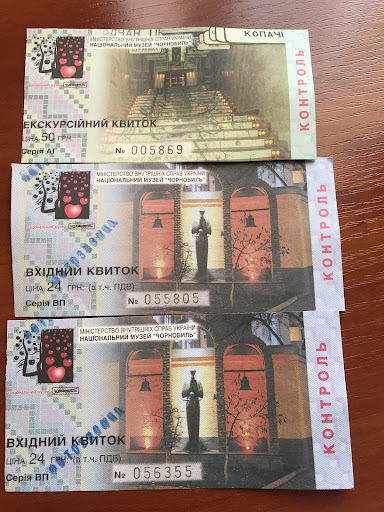 КОПАЧІ
МІНІСТЕРСТВО ВНУТРІШНІХ СПРАВ УКРАЇНИ
НАЦІОНАЛЬНИЙ МУЗЕЙ "ЧОРНОБИЛЬ"
ЕКСКУРСІЙНИЙ КВИТОК
ЦІНА 50 ГРН.
Серія АГ
№ 005869
КОНТРОЛЬ
МІНІСТЕРСТВО ВНУТРІШНІХ СПРАВ УКРАЇНИ
НАЦІОНАЛЬНИЙ МУЗЕЙ "ЧОРНОБИЛЬ"
ВХІДНИЙ КВИТОК
ЦІНА 24 ГРН. (в т.ч. ПДВ)
Серія ВП
№ 055805
КОНТРОЛЬ
МІНІСТЕРСТВО ВНУТРІШНІХ СПРАВ УКРАЇНИ
НАЦІОНАЛЬНИЙ МУЗЕЙ "ЧОРНОБИЛЬ"
ВХІДНИЙ КВИТОК
ЦІНА 24 ГРН. (в т.ч. ПДВ)
Серія ВП
№ 056355
КОНТРОЛЬ